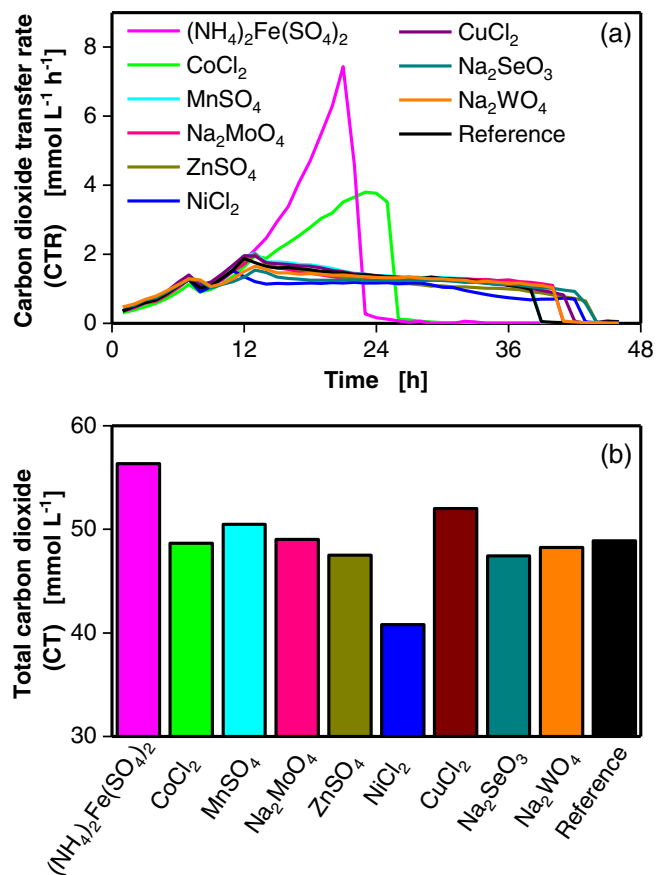 (a)
Carbon dioxide transfer rate
(CTR) [mmol L⁻¹ h⁻¹]
8
6
4
2
0
(NH₄)₂Fe(SO₄)₂
CoCl₂
MnSO₄
Na₂MoO₄
ZnSO₄
NiCl₂
CuCl₂
Na₂SeO₃
Na₂WO₄
Reference
0 12 24 36 48
Time [h]
(b)
Total carbon dioxide
(CT) [mmol L⁻¹]
60
50
40
30
(NH₄)₂Fe(SO₄)₂
CoCl₂
MnSO₄
Na₂MoO₄
ZnSO₄
NiCl₂
CuCl₂
Na₂SeO₃
Na₂WO₄
Reference